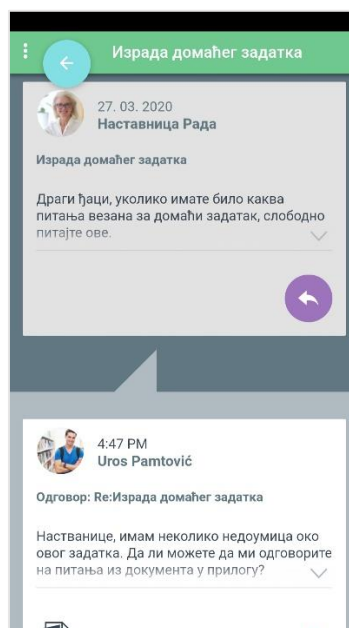 Израда домаћег задатка
27. 03. 2020
Наставница Рада
Израда домаћег задатка
Драги ђаци, уколико имате било каква
питања везана за домаћи задатак, слободно
питајте ове.
4:47 PM
Uros Pamtović
Одговор: Re:Израда домаћег задатка
Наставнице, имам неколико недоумица око
овог задатка. Да ли можете да ми одговорите
на питања из документа у прилогу?